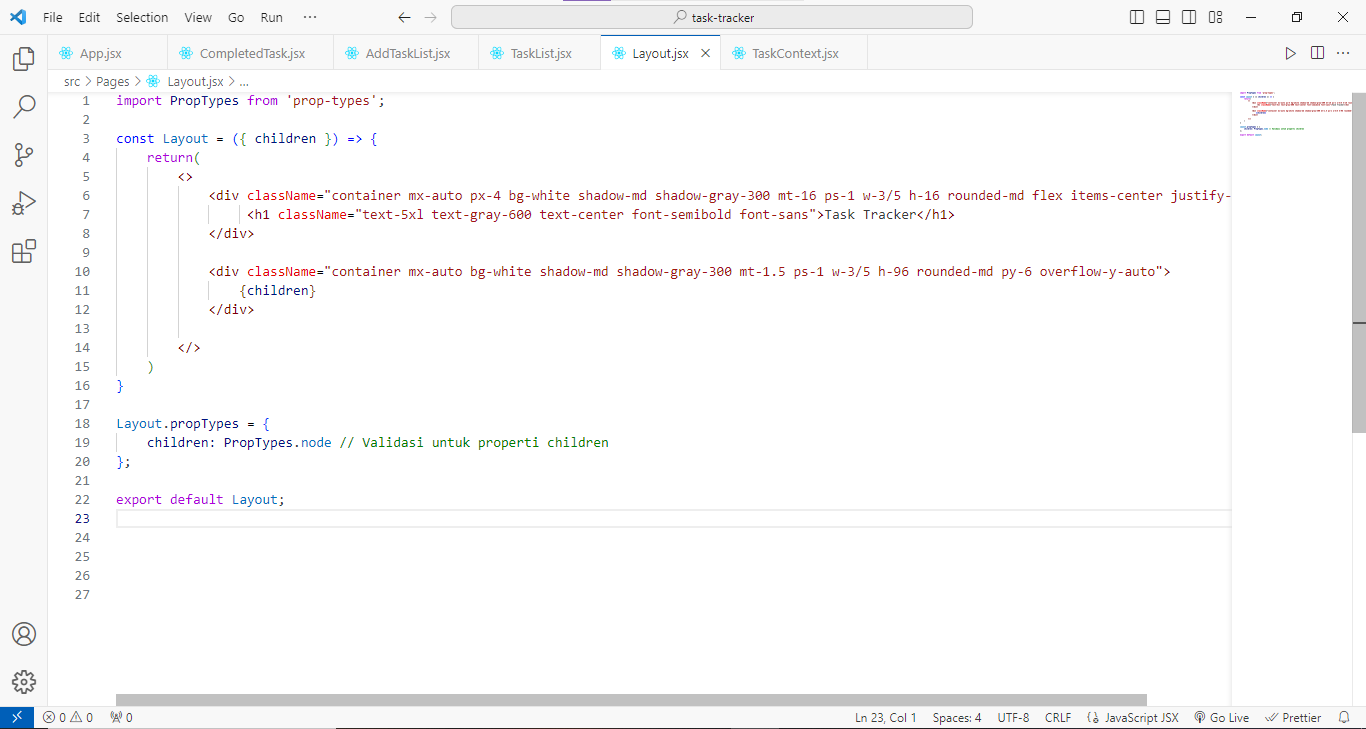 File Edit Selection View Go Run ··· task-tracker
App.jsx CompletedTask.jsx AddTaskList.jsx TaskList.jsx Layout.jsx TaskContext.jsx
src > Pages > Layout.jsx > ...
1 import PropTypes from 'prop-types';
2
3 const Layout = ({ children }) => {
4 return(
5 <>
6 <div className="container mx-auto px-4 bg-white shadow-md shadow-gray-300 mt-16 ps-1 w-3/5 h-16 rounded-md flex items-center justify-
7 <h1 className="text-5xl text-gray-600 text-center font-semibold font-sans">Task Tracker</h1>
8 </div>
9
10 <div className="container mx-auto bg-white shadow-md shadow-gray-300 mt-1.5 ps-1 w-3/5 h-96 rounded-md py-6 overflow-y-auto">
11 {children}
12 </div>
13
14 </>
15 )
16 }
17
18 Layout.propTypes = {
19 children: PropTypes.node // Validasi untuk properti children
20 };
21
22 export default Layout;
23
24
25
26
27
0 0 0 Ln 23, Col 1 Spaces: 4 UTF-8 CRLF JavaScript JSX Go Live Prettier